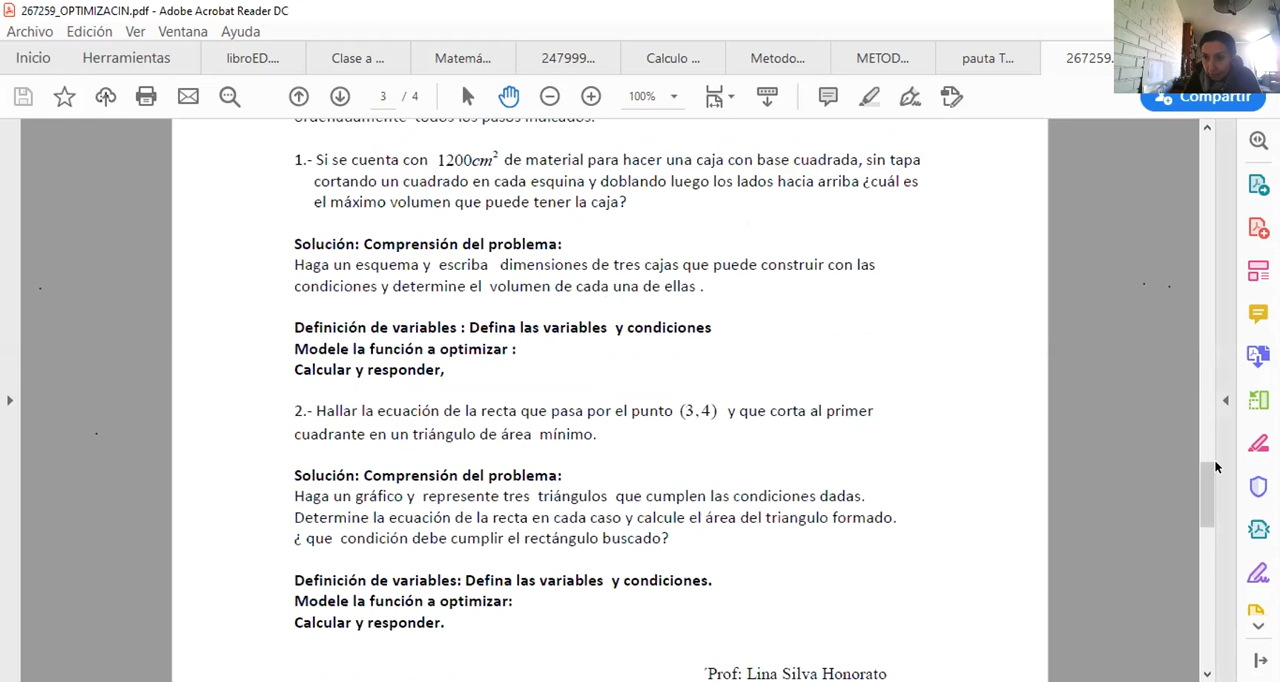 267259_OPTIMIZACIN.pdf - Adobe Acrobat Reader DC
Archivo Edición Ver Ventana Ayuda
Inicio Herramientas libroED.... Clase a ... Matemá... 247999... Calculo ... Metodo... METOD... pauta T... 267259.
3 / 4 100% Compartir
ordenadamente todos los pasos indicados.
1.- Si se cuenta con 1200cm² de material para hacer una caja con base cuadrada, sin tapa
cortando un cuadrado en cada esquina y doblando luego los lados hacia arriba ¿cuál es
el máximo volumen que puede tener la caja?
Solución: Comprensión del problema:
Haga un esquema y escriba dimensiones de tres cajas que puede construir con las
condiciones y determine el volumen de cada una de ellas .
Definición de variables : Defina las variables y condiciones
Modele la función a optimizar :
Calcular y responder,
2.- Hallar la ecuación de la recta que pasa por el punto (3,4) y que corta al primer
cuadrante en un triángulo de área mínimo.
Solución: Comprensión del problema:
Haga un gráfico y represente tres triángulos que cumplen las condiciones dadas.
Determine la ecuación de la recta en cada caso y calcule el área del triangulo formado.
¿ que condición debe cumplir el rectángulo buscado?
Definición de variables: Defina las variables y condiciones.
Modele la función a optimizar:
Calcular y responder.
´Prof: Lina Silva Honorato